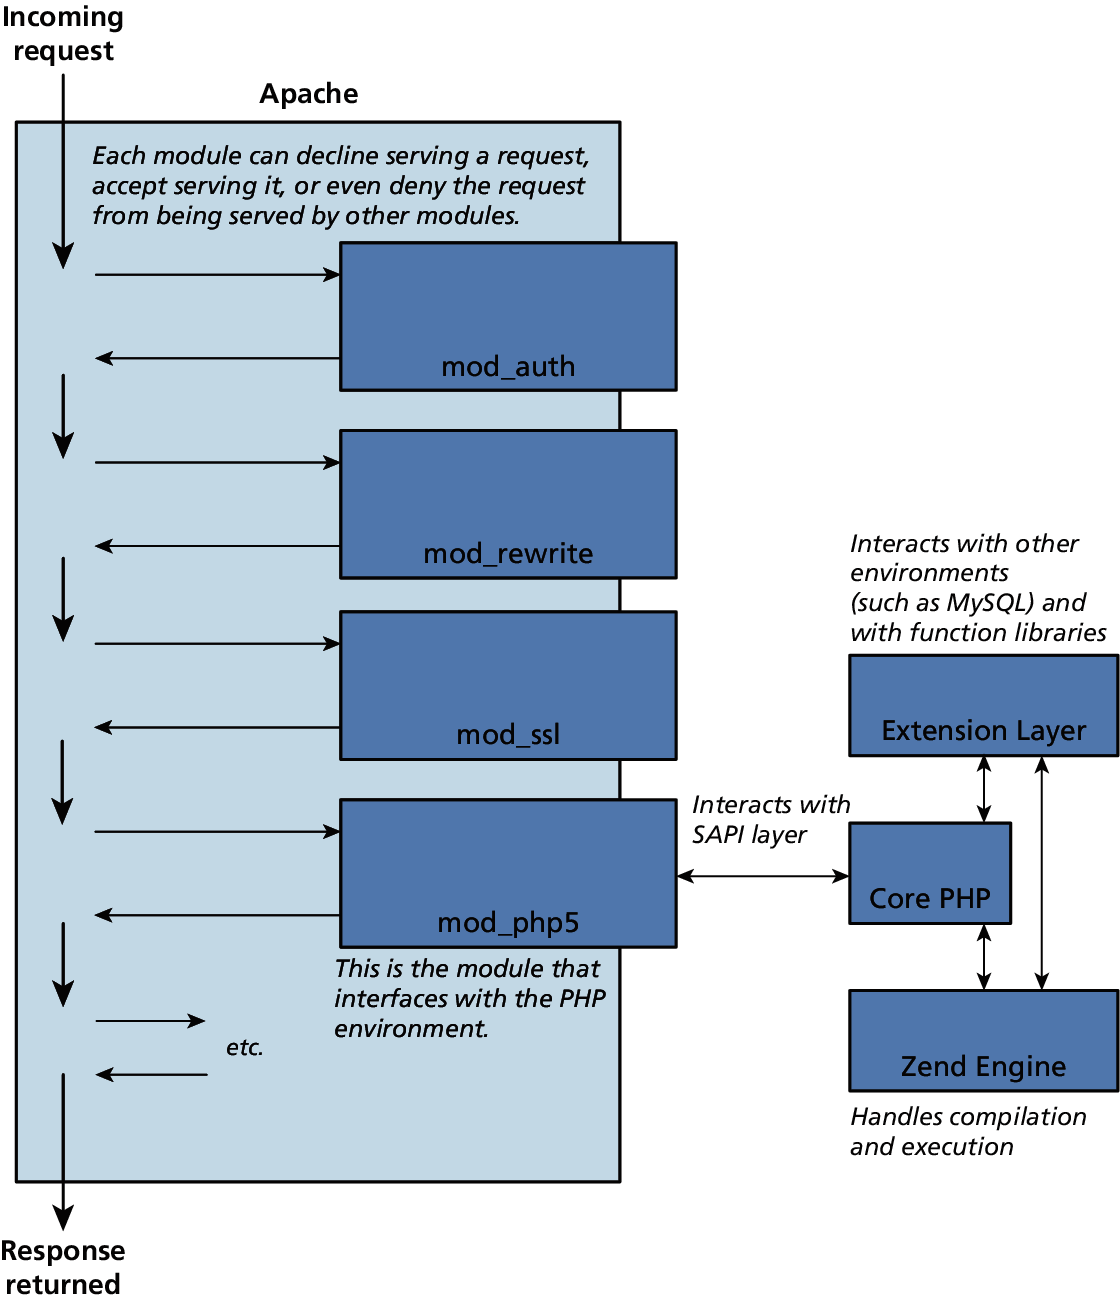 Incoming
request
Apache
Each module can decline serving a request,
accept serving it, or even deny the request
from being served by other modules.
mod_auth
mod_rewrite
mod_ssl
mod_php5
This is the module that
interfaces with the PHP
environment.
etc.
Response
returned
Interacts with
SAPI layer
Interacts with other
environments
(such as MySQL) and
with function libraries
Extension Layer
Core PHP
Zend Engine
Handles compilation
and execution